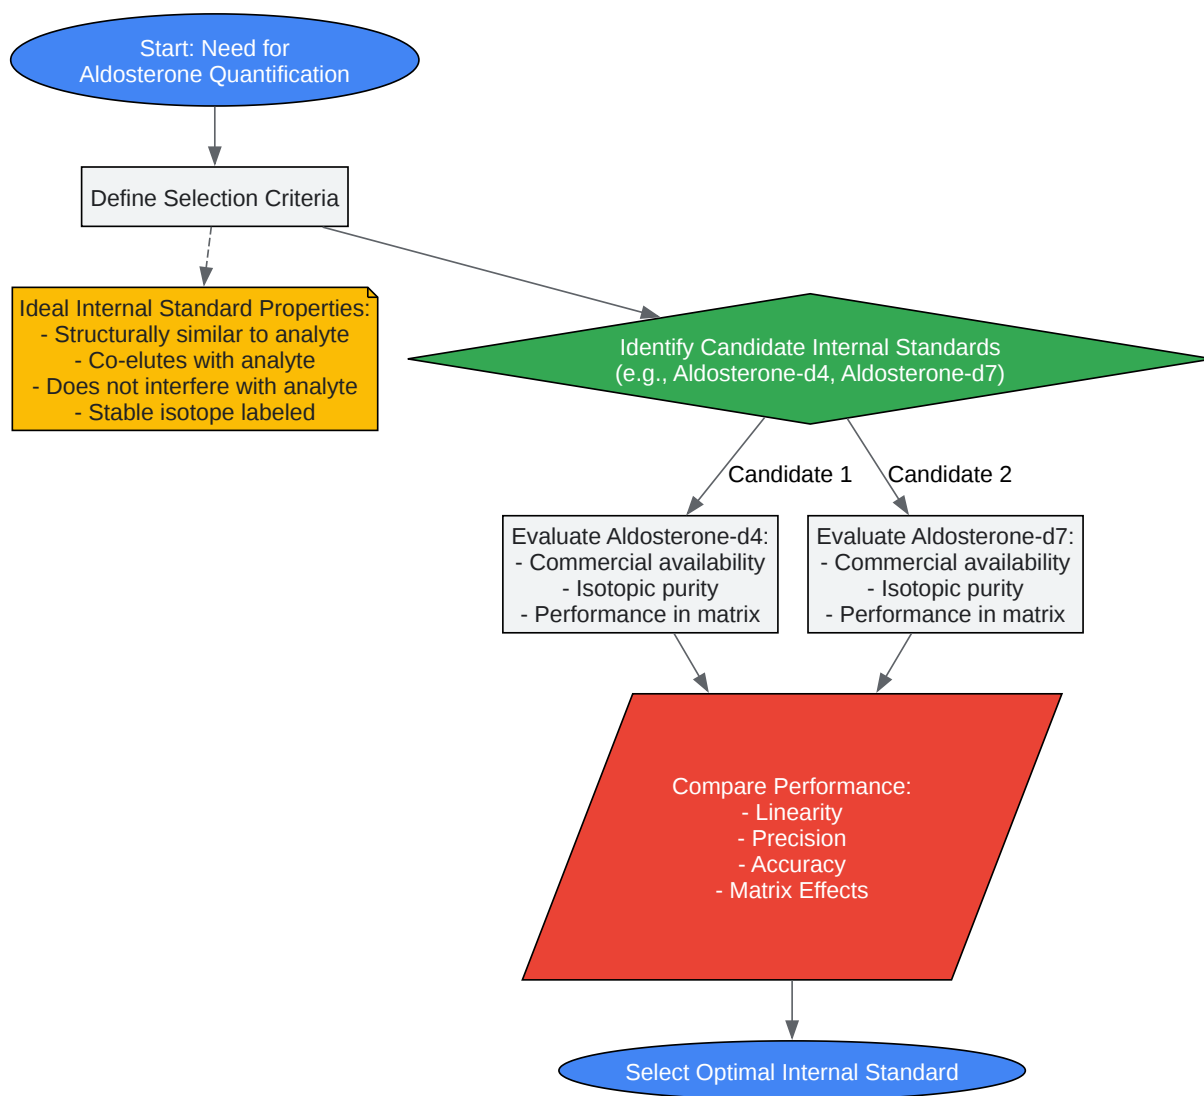 Start: Need for
Aldosterone Quantification
Define Selection Criteria
Ideal Internal Standard Properties:
- Structurally similar to analyte
- Co-elutes with analyte
- Does not interfere with analyte
- Stable isotope labeled
Identify Candidate Internal Standards
(e.g., Aldosterone-d4, Aldosterone-d7)
Candidate 1
Candidate 2
Evaluate Aldosterone-d4:
- Commercial availability
- Isotopic purity
- Performance in matrix
Evaluate Aldosterone-d7:
- Commercial availability
- Isotopic purity
- Performance in matrix
Compare Performance:
- Linearity
- Precision
- Accuracy
- Matrix Effects
Select Optimal Internal Standard